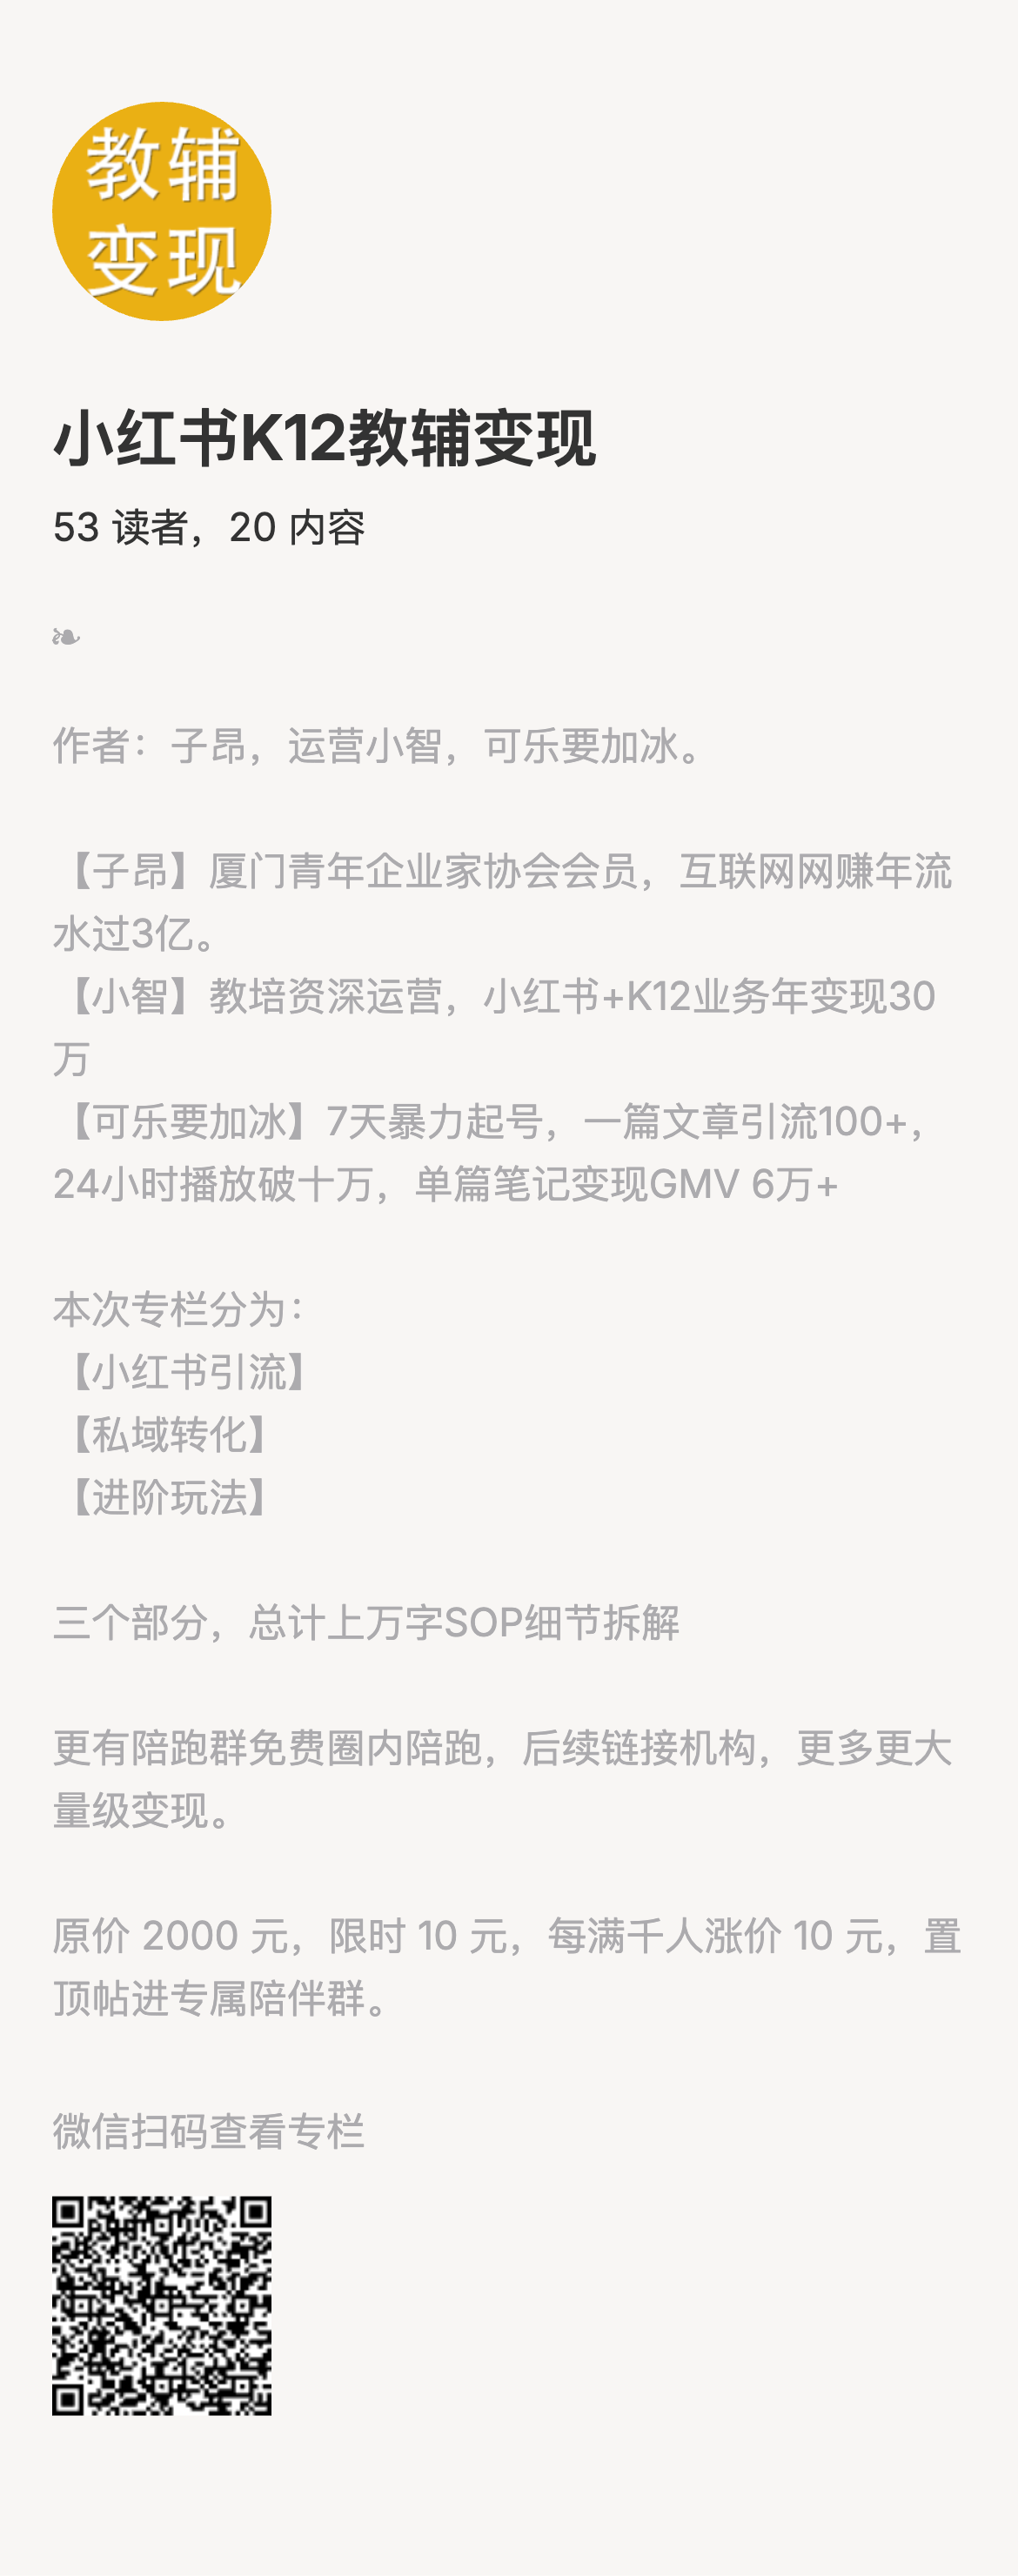 教辅
变现
小红书K12教辅变现
53 读者，20 内容
❧
作者：子昂，运营小智，可乐要加冰。
【子昂】厦门青年企业家协会会员，互联网网赚年流
水过3亿。
【小智】教培资深运营，小红书+K12业务年变现30
万
【可乐要加冰】7天暴力起号，一篇文章引流100+，
24小时播放破十万，单篇笔记变现GMV 6万+
本次专栏分为：
【小红书引流】
【私域转化】
【进阶玩法】
三个部分，总计上万字SOP细节拆解
更有陪跑群免费圈内陪跑，后续链接机构，更多更大
量级变现。
原价 2000 元，限时 10 元，每满千人涨价 10 元，置
顶帖进专属陪伴群。
微信扫码查看专栏